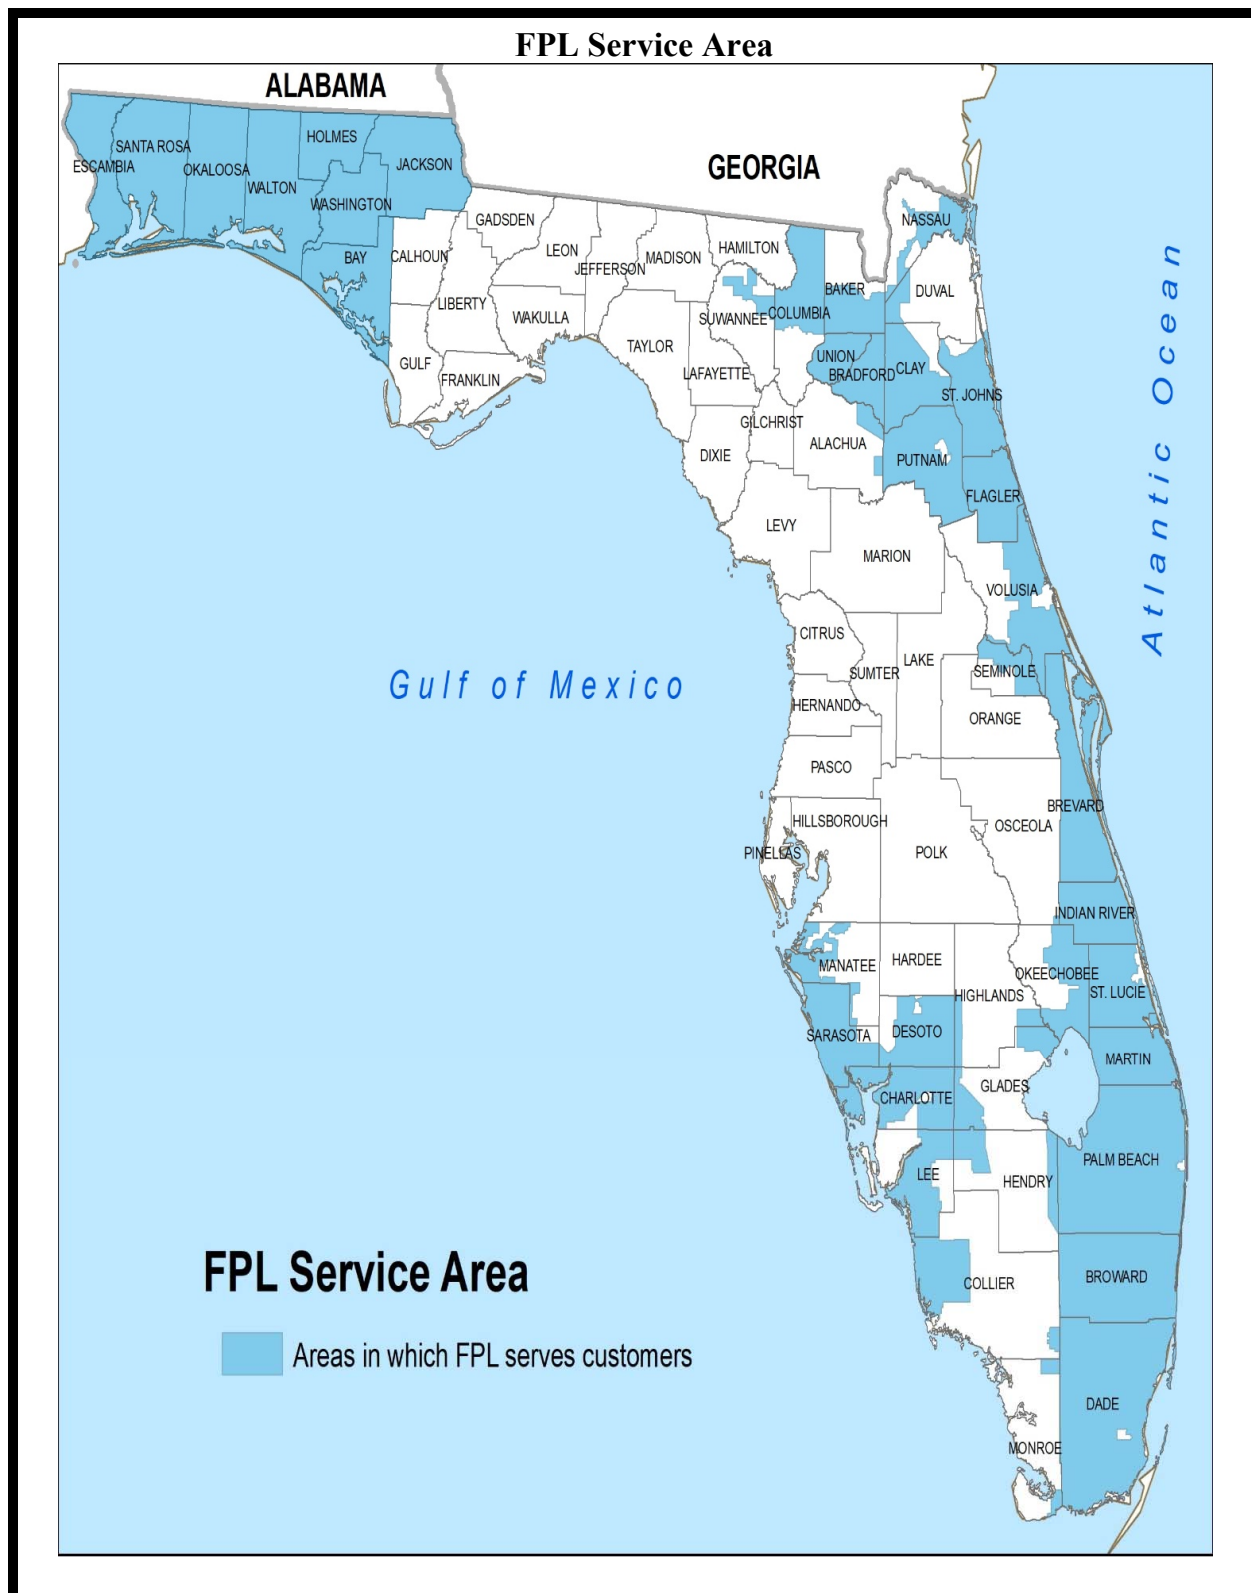 FPL Service Area
ALABAMA
GEORGIA
HOLMES
SANTA ROSA
ESCAMBIA
OKALOOSA
JACKSON
WALTON
WASHINGTON
BAY
CALHOUN
GADSDEN
LEON
JEFFERSON
MADISON
HAMILTON
NASSAU
LIBERTY
WAKULLA
TAYLOR
SUWANNEE
COLUMBIA
BAKER
DUVAL
GULF
FRANKLIN
LAFAYETTE
UNION
BRADFORD
CLAY
ST. JOHNS
GILCHRIST
DIXIE
ALACHUA
PUTNAM
FLAGLER
Atlantic Ocean
LEVY
MARION
VOLUSIA
CITRUS
SUMTER
LAKE
SEMINOLE
Gulf of Mexico
HERNANDO
ORANGE
PASCO
BREVARD
HILLSBOROUGH
OSCEOLA
PINELLAS
POLK
INDIAN RIVER
MANATEE
HARDEE
OKEECHOBEE
HIGHLANDS
ST. LUCIE
SARASOTA
DESOTO
MARTIN
CHARLOTTE
GLADES
PALM BEACH
LEE
HENDRY
COLLIER
BROWARD
DADE
MONROE
FPL Service Area
Areas in which FPL serves customers